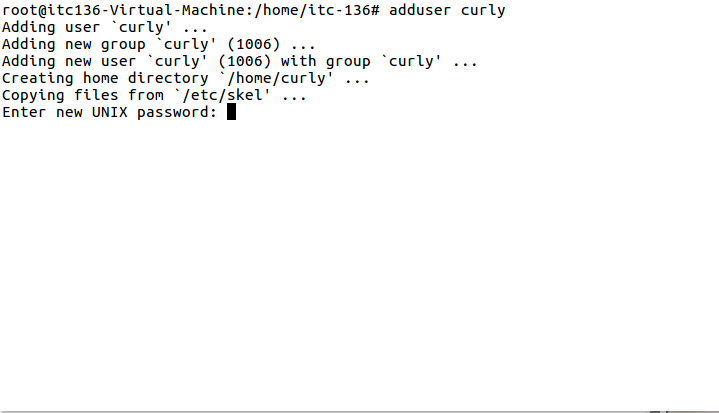 root@itc136-Virtual-Machine:/home/itc-136# adduser curly
Adding user `curly' ...
Adding new group `curly' (1006) ...
Adding new user `curly' (1006) with group `curly' ...
Creating home directory `/home/curly' ...
Copying files from `/etc/skel' ...
Enter new UNIX password: